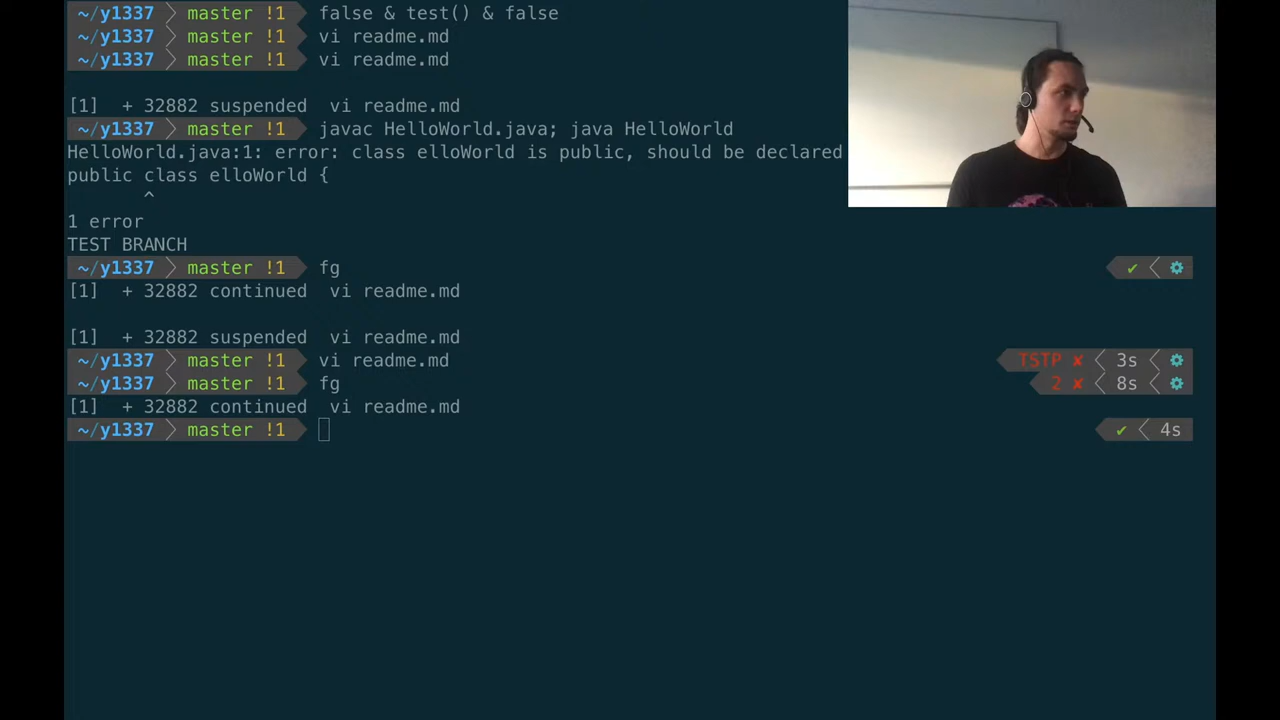 ~/y1337 master !1 false & test() & false
~/y1337 master !1 vi readme.md
~/y1337 master !1 vi readme.md
[1]  + 32882 suspended  vi readme.md
~/y1337 master !1 javac HelloWorld.java; java HelloWorld
HelloWorld.java:1: error: class elloWorld is public, should be declared
public class elloWorld {
^
1 error
TEST BRANCH
~/y1337 master !1 fg ✔
[1]  + 32882 continued  vi readme.md
[1]  + 32882 suspended  vi readme.md
~/y1337 master !1 vi readme.md TSTP ✘ 3s
~/y1337 master !1 fg 2 ✘ 8s
[1]  + 32882 continued  vi readme.md
~/y1337 master !1 ✔ 4s